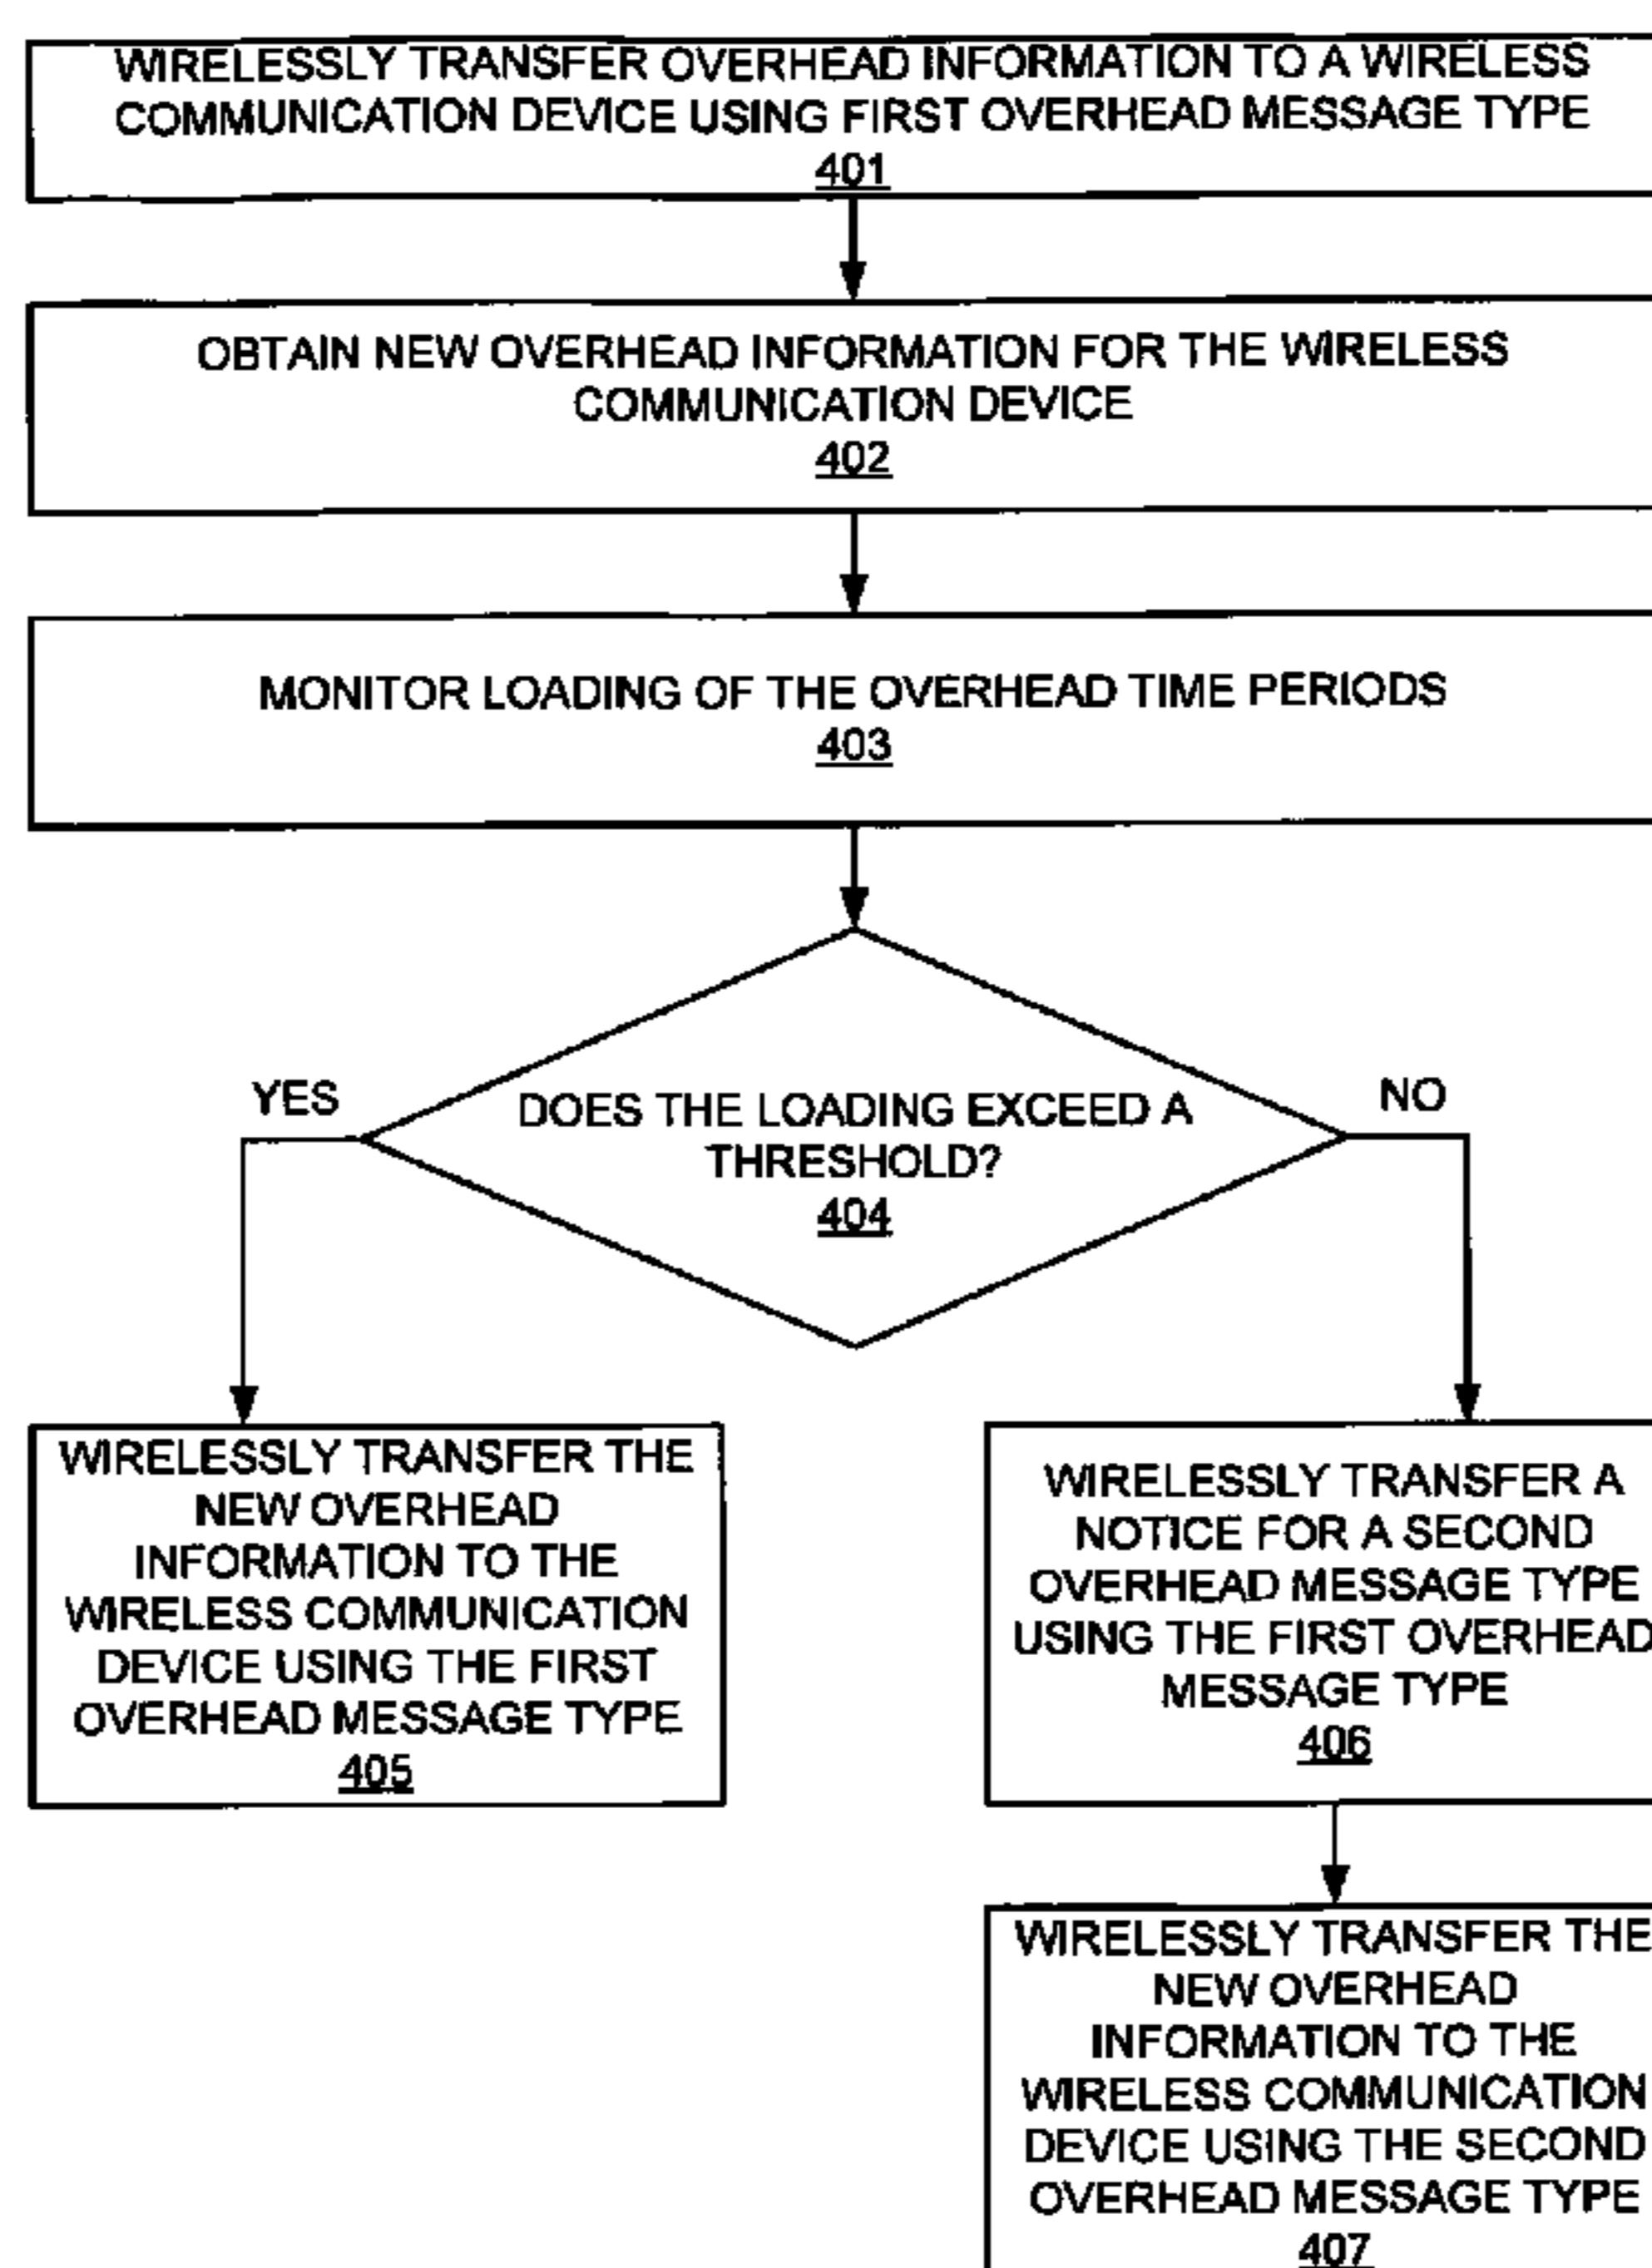 WIRELESSLY TRANSFER OVERHEAD INFORMATION TO A WIRELESS
COMMUNICATION DEVICE USING FIRST OVERHEAD MESSAGE TYPE
401
OBTAIN NEW OVERHEAD INFORMATION FOR THE WIRELESS
COMMUNICATION DEVICE
402
MONITOR LOADING OF THE OVERHEAD TIME PERIODS
403
DOES THE LOADING EXCEED A
THRESHOLD?
404
YES
NO
WIRELESSLY TRANSFER THE
NEW OVERHEAD
INFORMATION TO THE
WIRELESS COMMUNICATION
DEVICE USING THE FIRST
OVERHEAD MESSAGE TYPE
405
WIRELESSLY TRANSFER A
NOTICE FOR A SECOND
OVERHEAD MESSAGE TYPE
USING THE FIRST OVERHEAD
MESSAGE TYPE
406
WIRELESSLY TRANSFER THE
NEW OVERHEAD
INFORMATION TO THE
WIRELESS COMMUNICATION
DEVICE USING THE SECOND
OVERHEAD MESSAGE TYPE
407